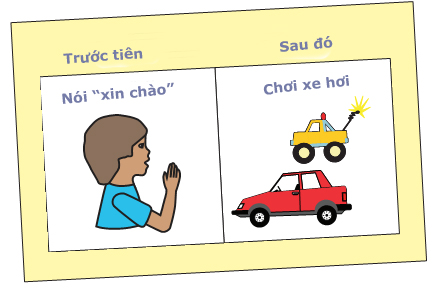 Trước tiên
Sau đó
Nói “xin chào”
Chơi xe hơi